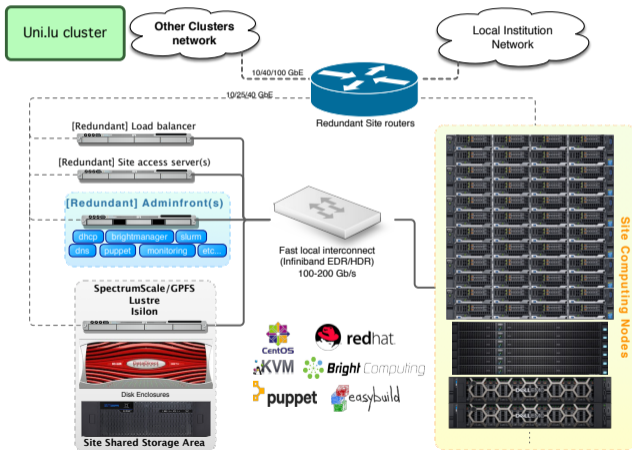 Uni.lu cluster
Other Clusters
network
Local Institution
Network
10/40/100 GbE
10/25/40 GbE
Redundant Site routers
[Redundant] Load balancer
[Redundant] Site access server(s)
[Redundant] Adminfront(s)
dhcp
brightmanager
slurm
dns
puppet
monitoring
etc...
Fast local interconnect
(Infiniband EDR/HDR)
100-200 Gb/s
SpectrumScale/GPFS
Lustre
Isilon
Disk Enclosures
Site Shared Storage Area
CentOS
redhat.
KVM
Bright Computing
puppet
easybuild
Site Computing Nodes